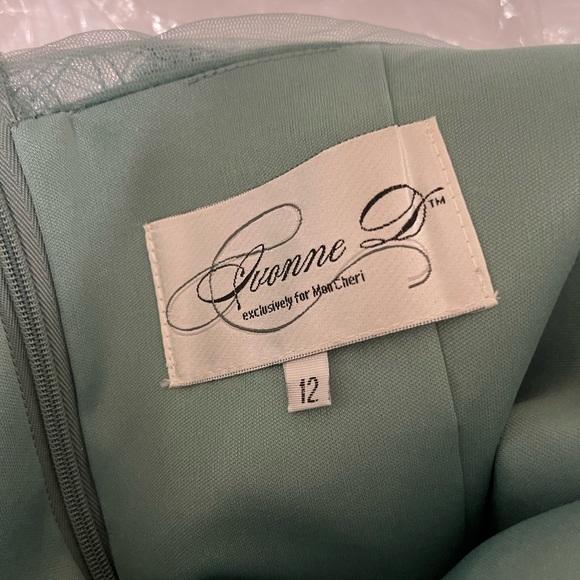 Yvonne D™
exclusively for Mon Cheri
12